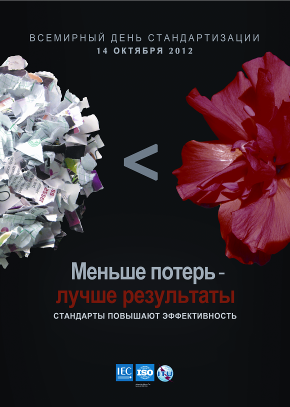 ВСЕМИРНЫЙ ДЕНЬ СТАНДАРТИЗАЦИИ
14 ОКТЯБРЯ 2012
<
Меньше потерь -
лучше результаты
СТАНДАРТЫ ПОВЫШАЮТ ЭФФЕКТИВНОСТЬ
IEC ISO